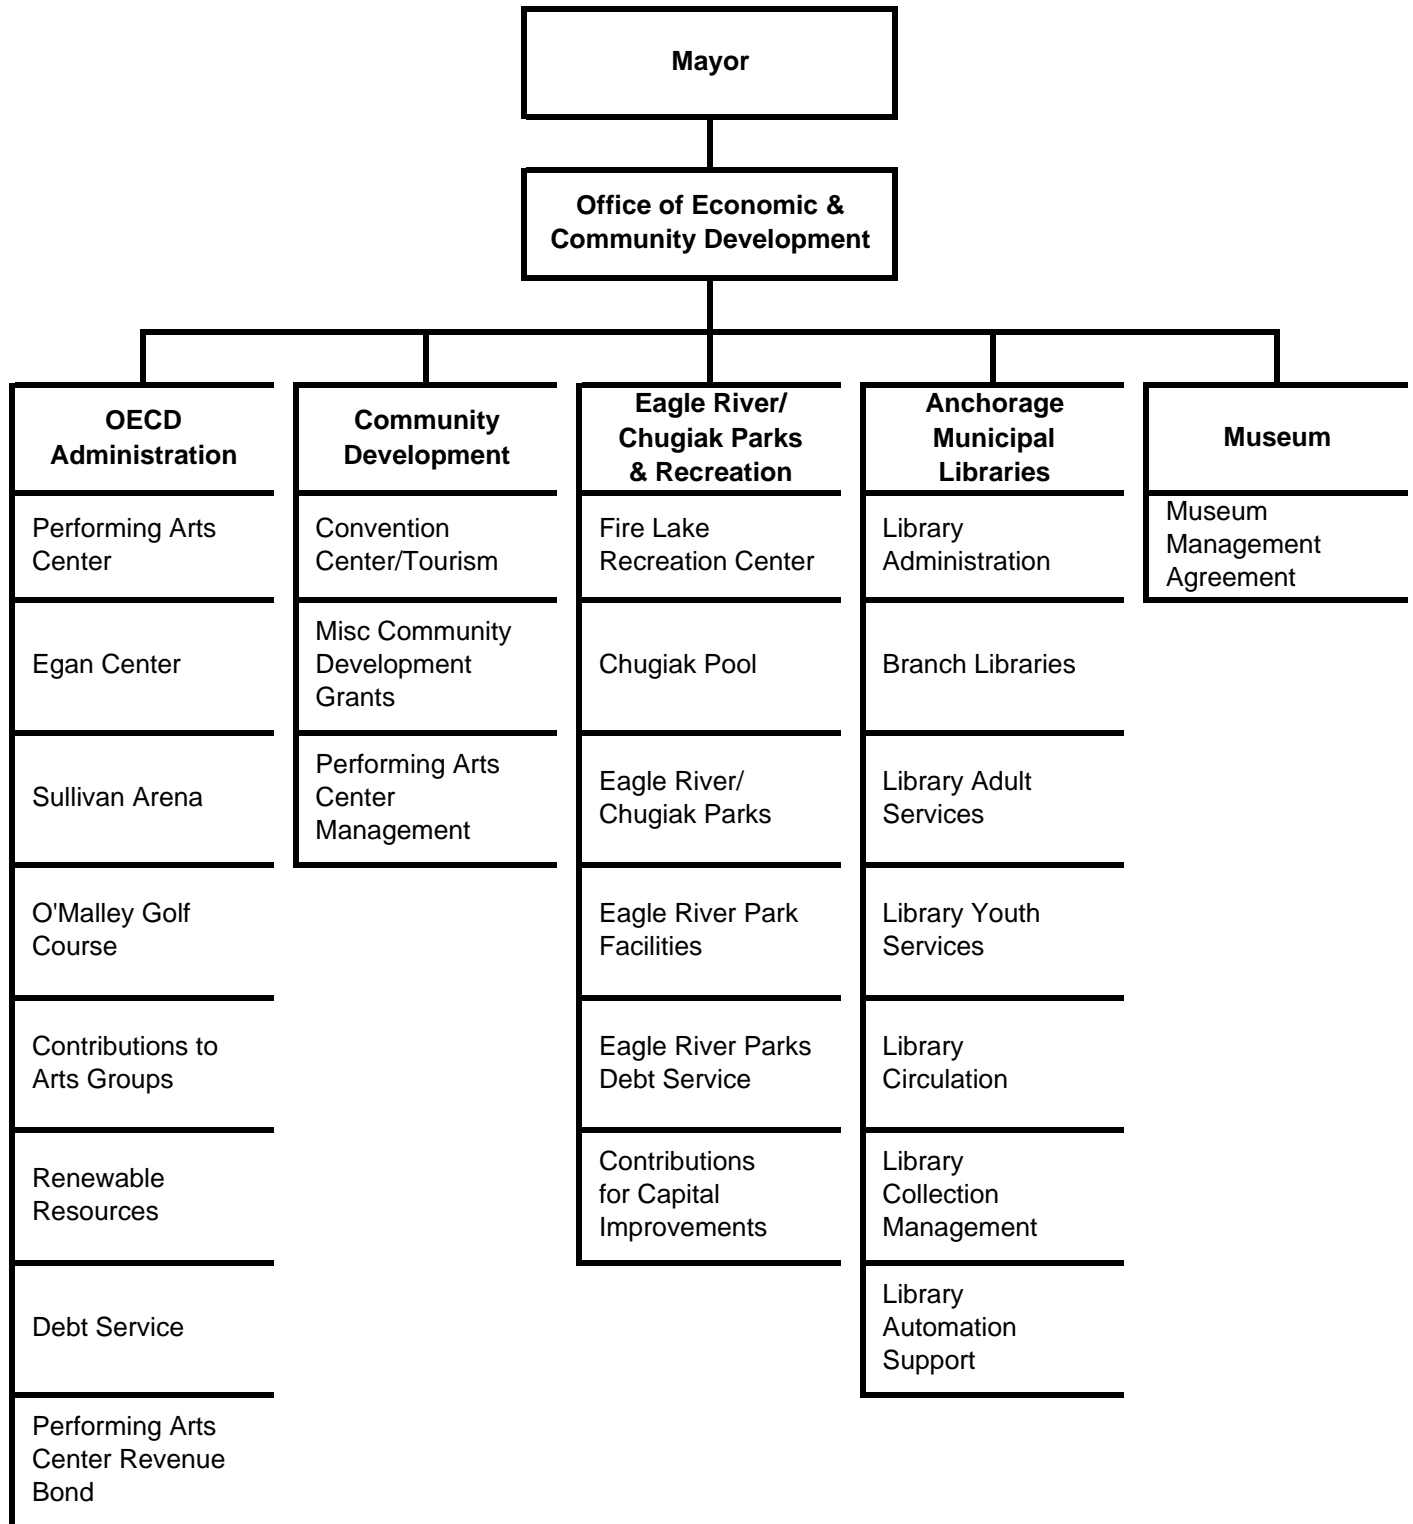 Mayor
Office of Economic &
Community Development
OECD
Administration
Performing Arts
Center
Egan Center
Sullivan Arena
O'Malley Golf
Course
Contributions to
Arts Groups
Renewable
Resources
Debt Service
Performing Arts
Center Revenue
Bond
Community
Development
Convention
Center/Tourism
Misc Community
Development
Grants
Performing Arts
Center
Management
Eagle River/
Chugiak Parks
& Recreation
Fire Lake
Recreation Center
Chugiak Pool
Eagle River/
Chugiak Parks
Eagle River Park
Facilities
Eagle River Parks
Debt Service
Contributions
for Capital
Improvements
Anchorage
Municipal
Libraries
Library
Administration
Branch Libraries
Library Adult
Services
Library Youth
Services
Library
Circulation
Library
Collection
Management
Library
Automation
Support
Museum
Museum
Management
Agreement